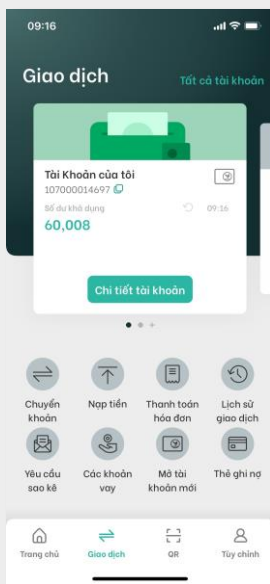 09:16
Giao dịch
Tất cả tài khoản
Tài Khoản của tôi
107000014697
Số dư khả dụng
09:16
60,008
Chi tiết tài khoản
Chuyển khoản
Nạp tiền
Thanh toán hóa đơn
Lịch sử giao dịch
Yêu cầu sao kê
Các khoản vay
Mở tài khoản mới
Thẻ ghi nợ
Trang chủ
Giao dịch
QR
Tùy chỉnh